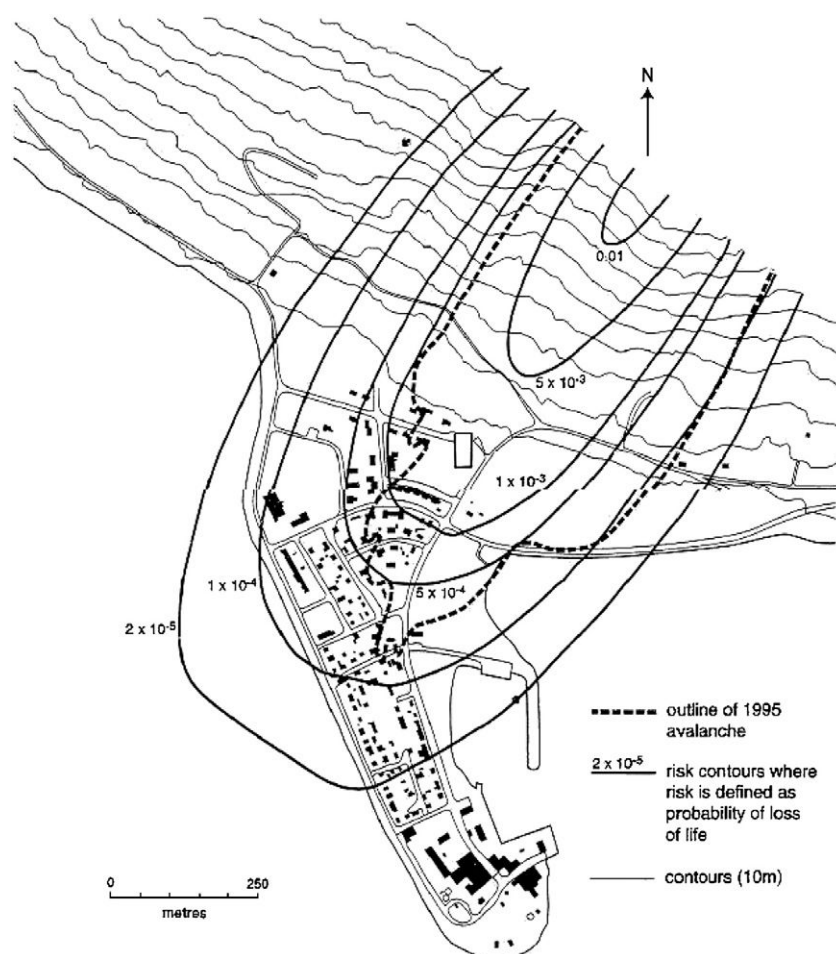 N
0.01
5 x 10⁻³
1 x 10⁻³
5 x 10⁻⁴
1 x 10⁻⁴
2 x 10⁻⁵
outline of 1995
avalanche
2 x 10⁻⁵
risk contours where
risk is defined as
probability of loss
of life
contours (10m)
0 250
metres